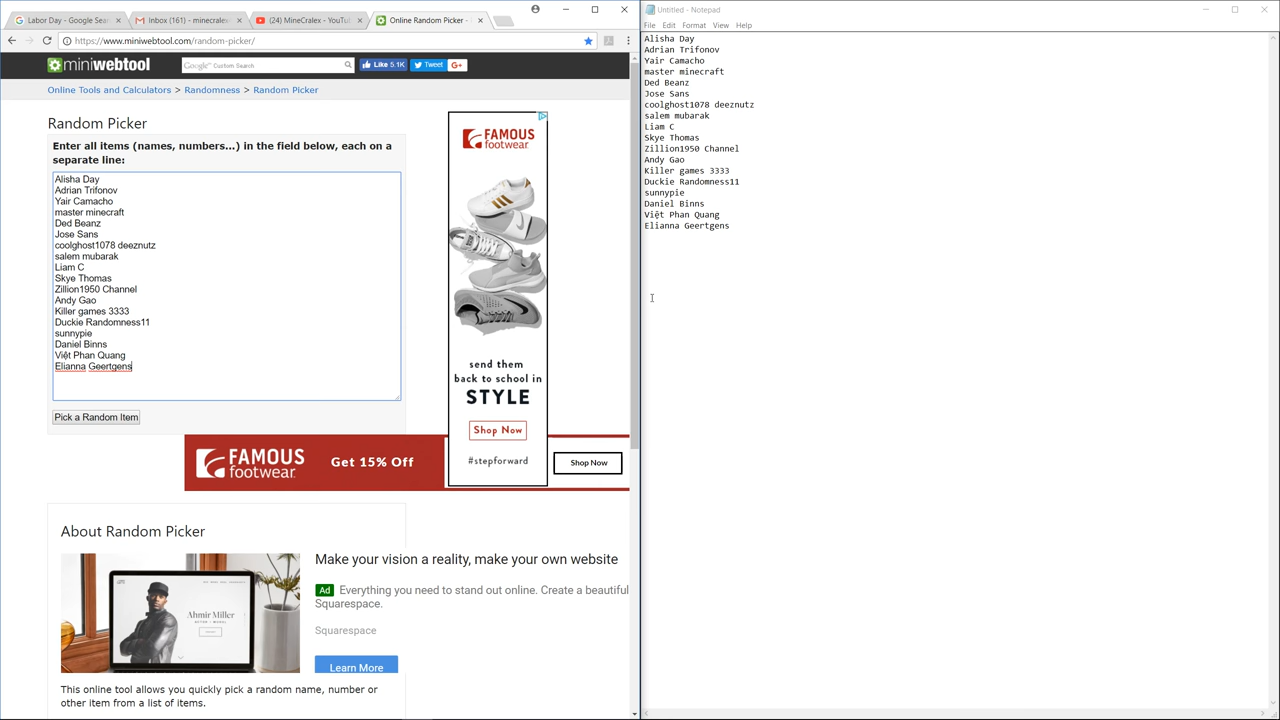 Labor Day - Google Sear
Inbox (161) - minecralex
(24) MineCralex - YouTu
Online Random Picker -
https://www.miniwebtool.com/random-picker/
miniwebtool
Google Custom Search
Like 5.1K
Tweet
G+
Online Tools and Calculators > Randomness > Random Picker
Random Picker
Enter all items (names, numbers...) in the field below, each on a
separate line:
Alisha Day
Adrian Trifonov
Yair Camacho
master minecraft
Ded Beanz
Jose Sans
coolghost1078 deeznutz
salem mubarak
Liam C
Skye Thomas
Zillion1950 Channel
Andy Gao
Killer games 3333
Duckie Randomness11
sunnypie
Daniel Binns
Việt Phan Quang
Elianna Geertgens
Pick a Random Item
FAMOUS
footwear
send them
back to school in
STYLE
Shop Now
#stepforward
FAMOUS
footwear
Get 15% Off
Shop Now
About Random Picker
Ahmir Miller
Make your vision a reality, make your own website
Ad Everything you need to stand out online. Create a beautiful
Squarespace.
Squarespace
Learn More
This online tool allows you quickly pick a random name, number or
other item from a list of items.
Untitled - Notepad
File Edit Format View Help
Alisha Day
Adrian Trifonov
Yair Camacho
master minecraft
Ded Beanz
Jose Sans
coolghost1078 deeznutz
salem mubarak
Liam C
Skye Thomas
Zillion1950 Channel
Andy Gao
Killer games 3333
Duckie Randomness11
sunnypie
Daniel Binns
Việt Phan Quang
Elianna Geertgens